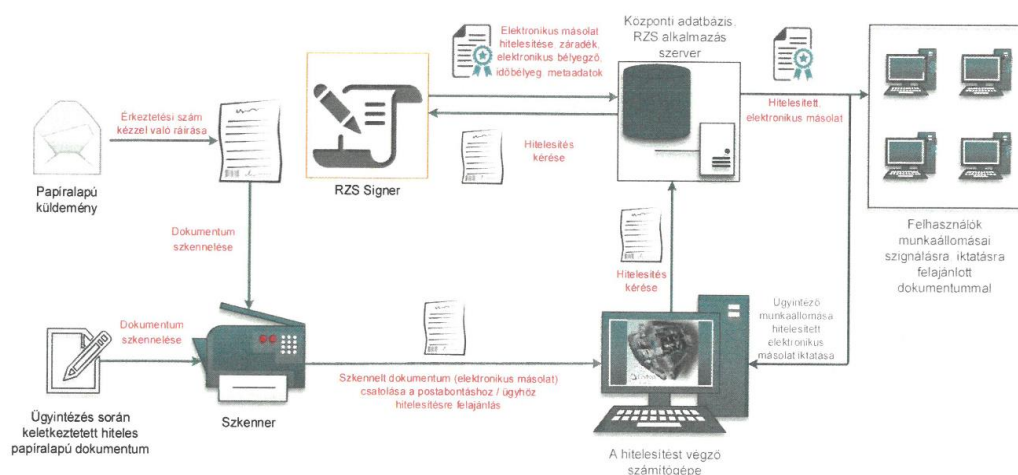 Elektronikus másolat
hitelesítése, záradék,
elektronikus bélyegző,
időbélyeg, metaadatok
Központi adatbázis,
RZS alkalmazás
szerver
Érkeztetési szám
kézzel való ráírása
Papíralapú
küldemény
RZS Signer
Hitelesítés
kérése
Hitelesített,
elektronikus másolat
Felhasználók
munkaállomásai
szignálásra iktatásra
felajánlott
dokumentummal
Dokumentum
szkennelése
Hitelesítés
kérése
Dokumentum
szkennelése
Ügyintéző
munkaállomása
hitelesített
elektronikus
másolat iktatása
Szkennelt dokumentum (elektronikus másolat)
csatolása a postabontáshoz / ügyhöz
hitelesítésre felajánlás
Ügyintézés során
keletkeztetett hiteles
papíralapú dokumentum
Szkenner
A hitelesítést végző
számítógépe